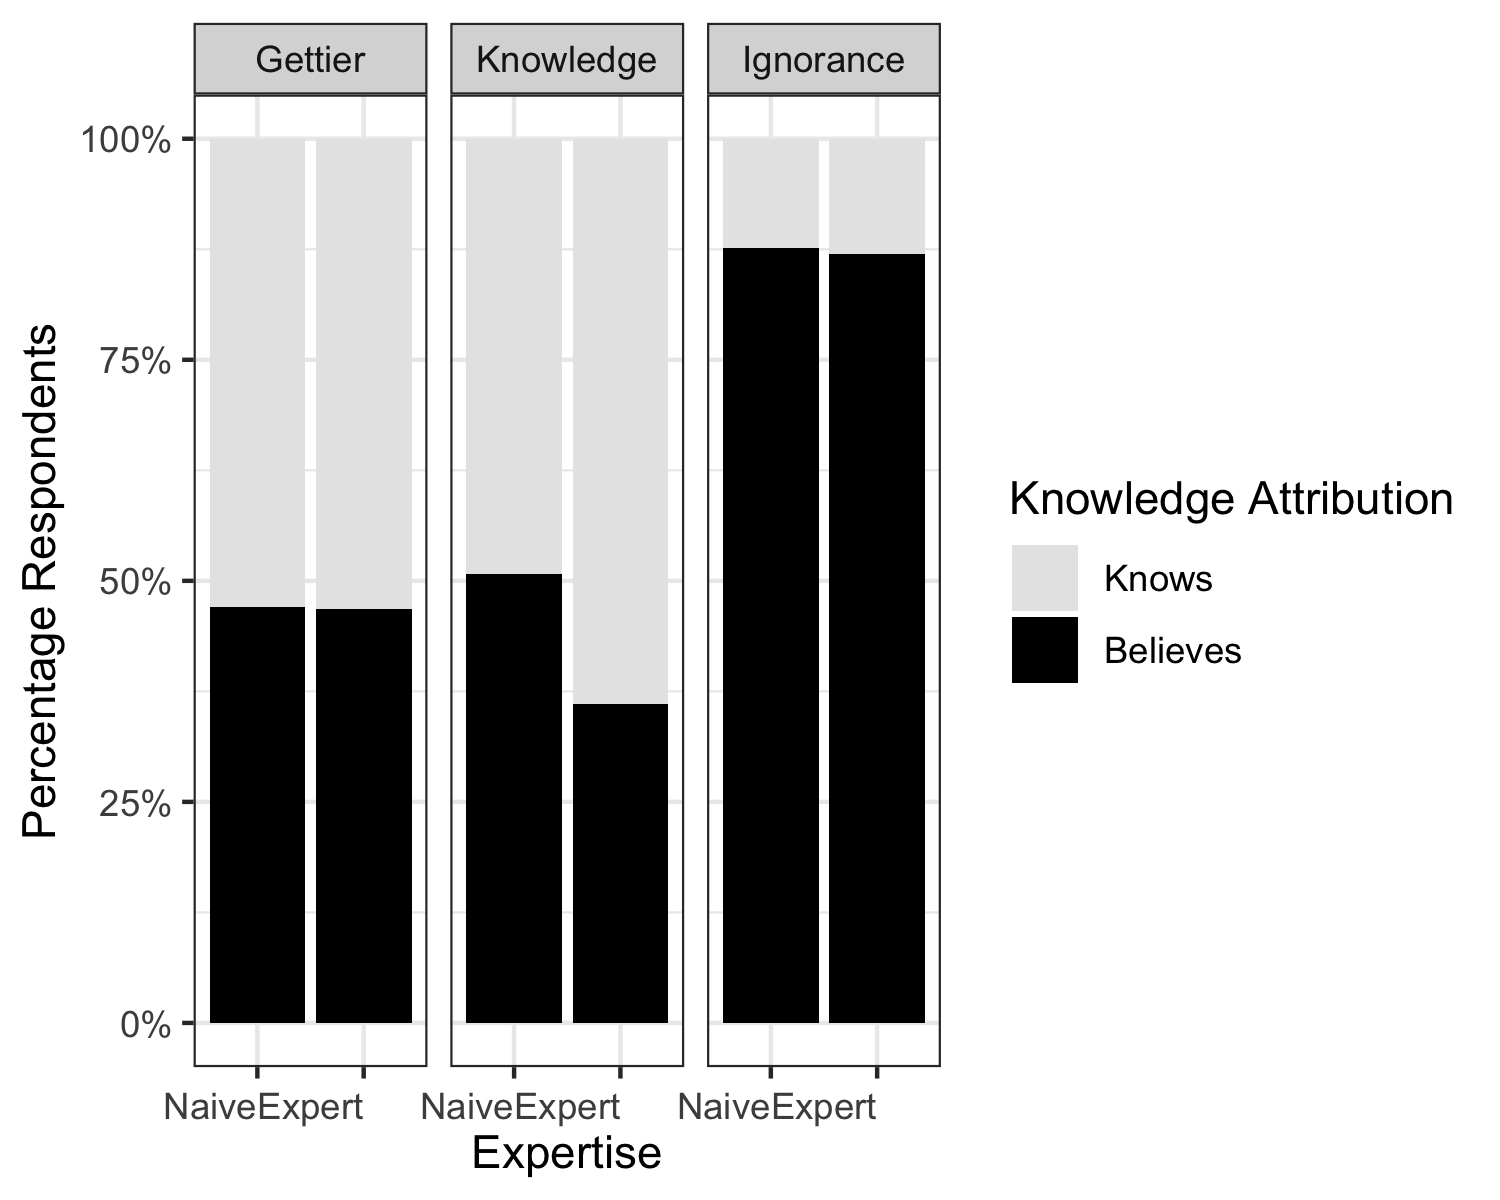 Gettier Knowledge Ignorance
100%
75%
50%
25%
0%
Percentage Respondents
NaiveExpert NaiveExpert NaiveExpert
Expertise
Knowledge Attribution
Knows
Believes